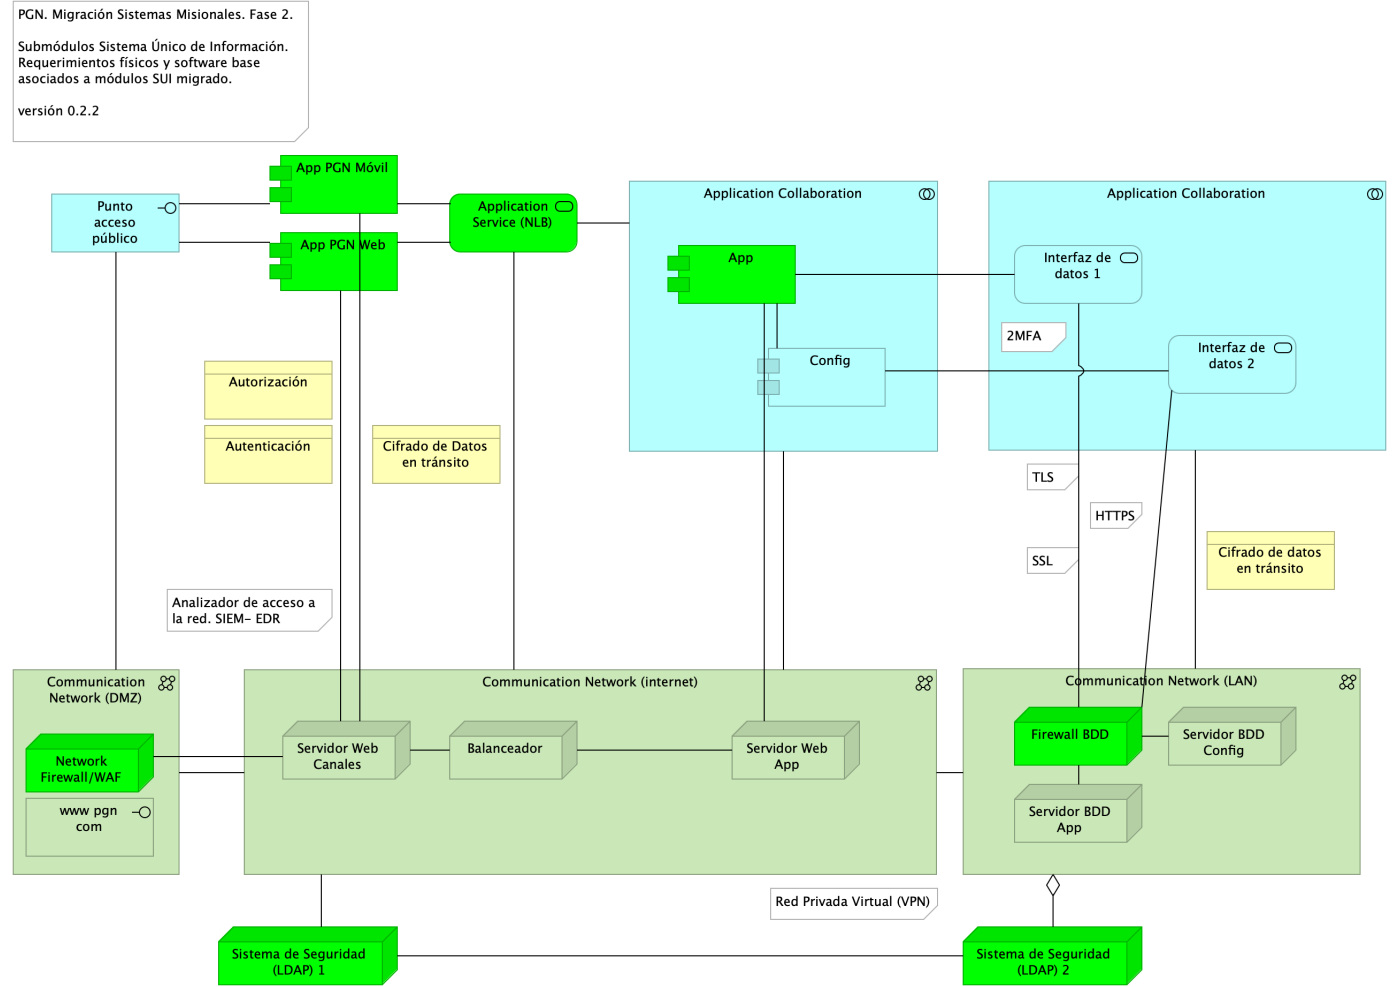 PGN. Migración Sistemas Misionales. Fase 2.
Submódulos Sistema Único de Información.
Requerimientos físicos y software base
asociados a módulos SUI migrado.
versión 0.2.2
Punto
acceso
público
App PGN Móvil
App PGN Web
Application
Service (NLB)
Application Collaboration
App
Config
Application Collaboration
Interfaz de
datos 1
2MFA
Interfaz de
datos 2
Autorización
Autenticación
Cifrado de Datos
en tránsito
TLS
HTTPS
SSL
Cifrado de datos
en tránsito
Analizador de acceso a
la red. SIEM- EDR
Communication
Network (DMZ)
Network
Firewall/WAF
www pgn
com
Communication Network (internet)
Servidor Web
Canales
Balanceador
Servidor Web
App
Communication Network (LAN)
Firewall BDD
Servidor BDD
Config
Servidor BDD
App
Red Privada Virtual (VPN)
Sistema de Seguridad
(LDAP) 1
Sistema de Seguridad
(LDAP) 2